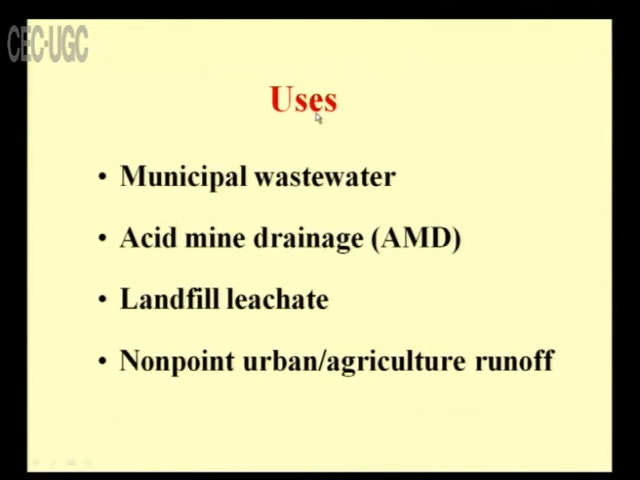 CEC-UGC
Uses
• Municipal wastewater
• Acid mine drainage (AMD)
• Landfill leachate
• Nonpoint urban/agriculture runoff